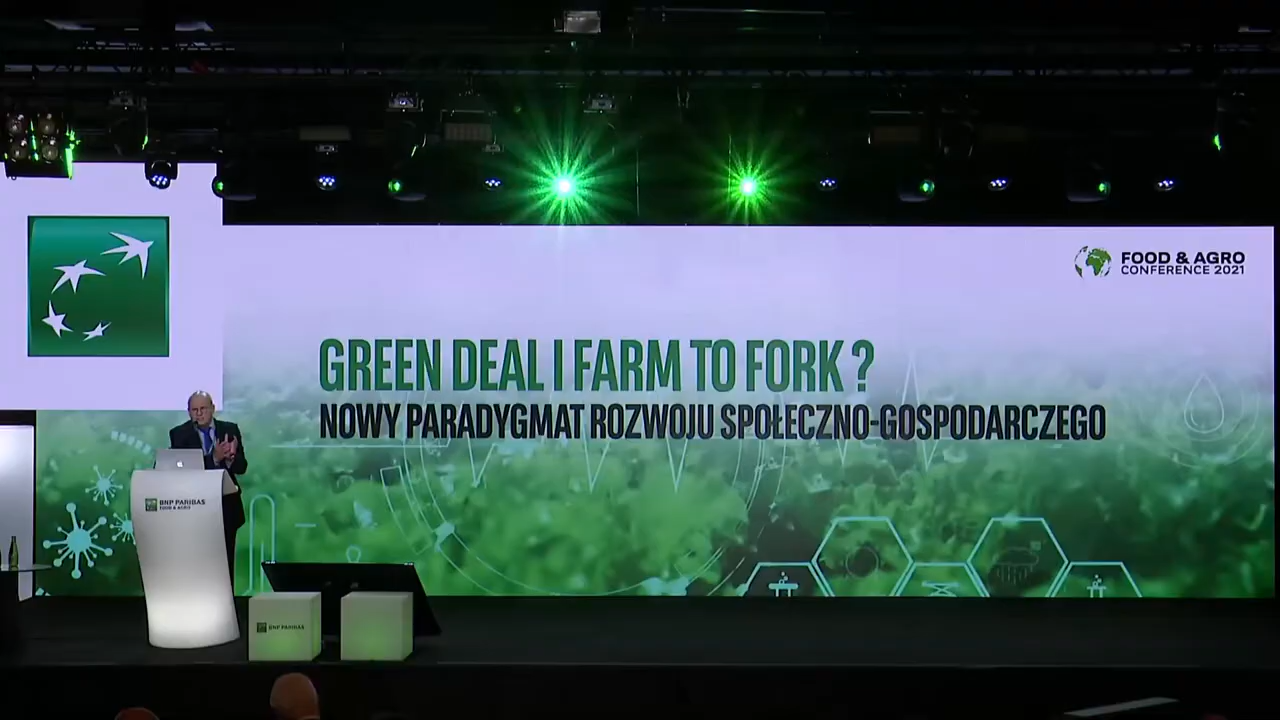 FOOD & AGRO
CONFERENCE 2021
GREEN DEAL I FARM TO FORK ?
NOWY PARADYGMAT ROZWOJU SPOŁECZNO-GOSPODARCZEGO
BNP PARIBAS
FOOD & AGRO
BNP PARIBAS